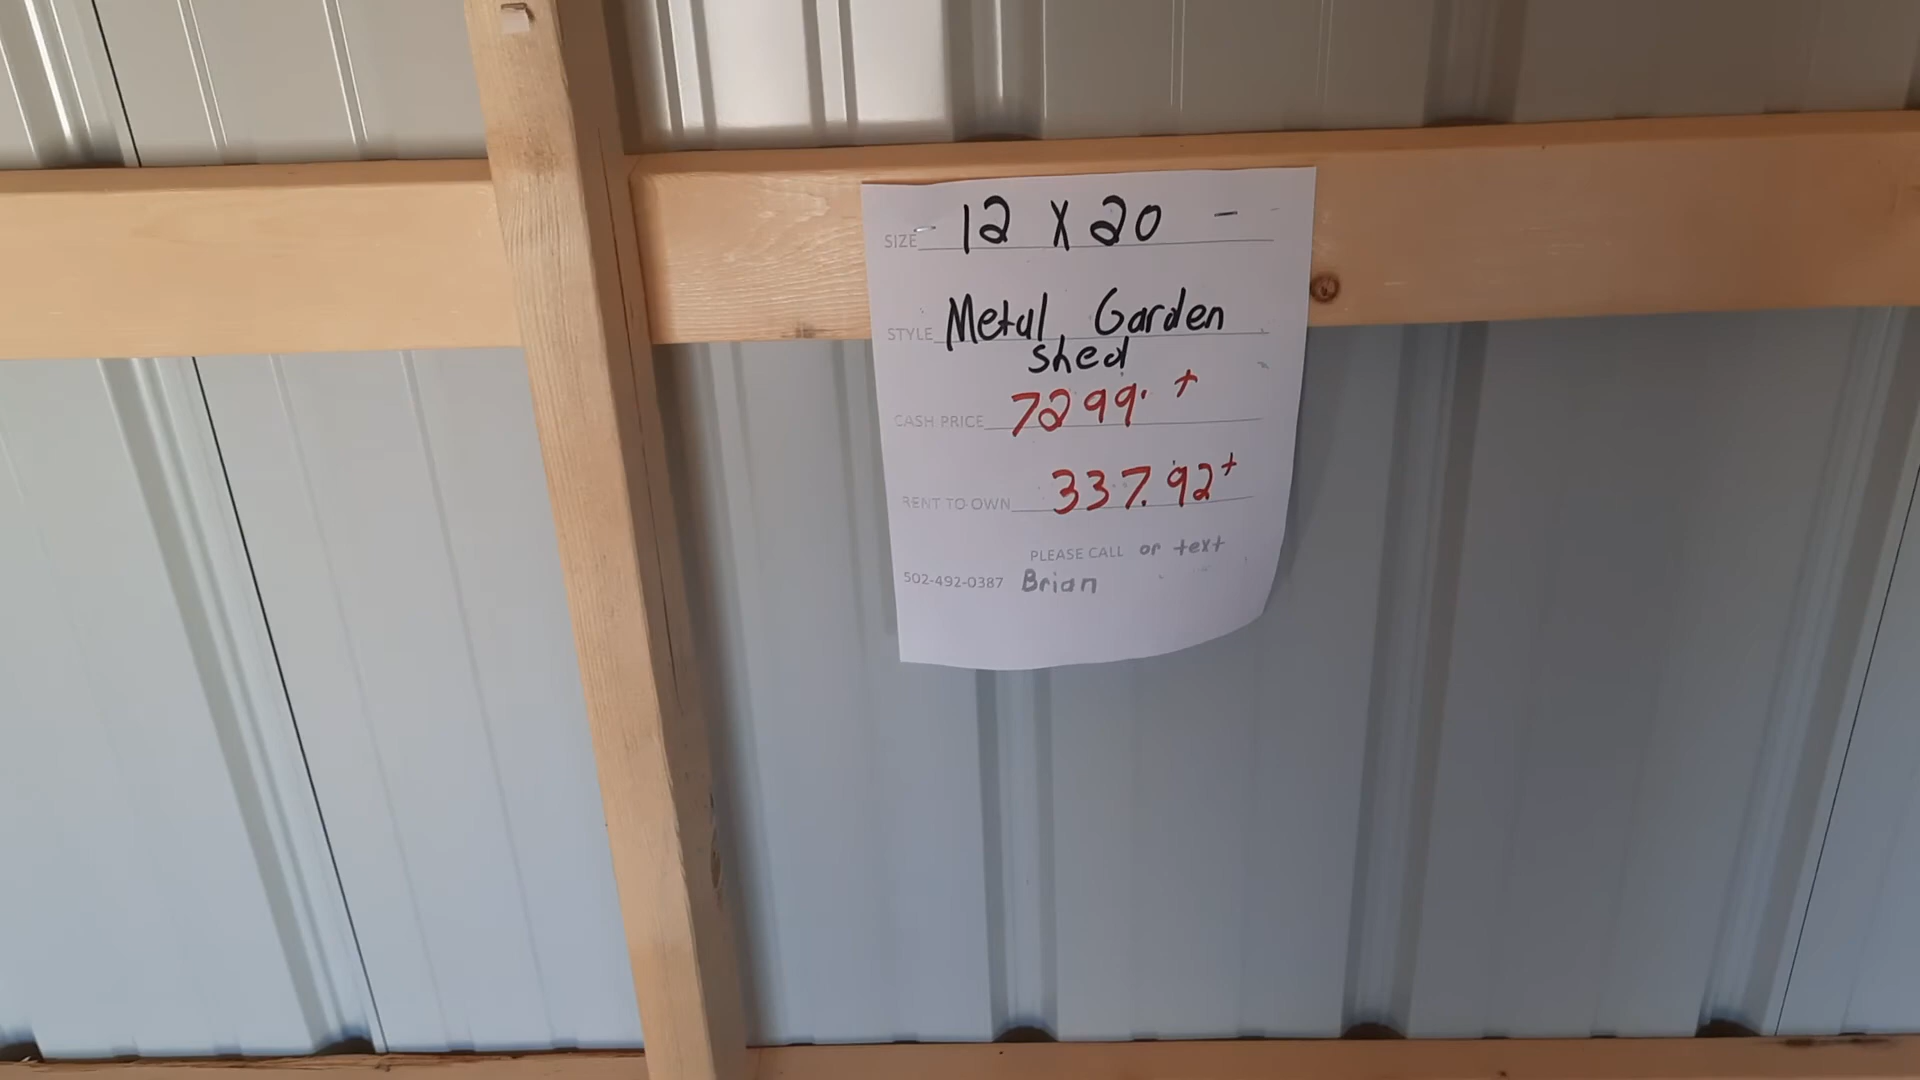 SIZE - 12 X 20 -
STYLE Metal Garden
Shed
CASH PRICE 7299. +
RENT TO OWN 337.92+
PLEASE CALL or text
502-492-0387 Brian